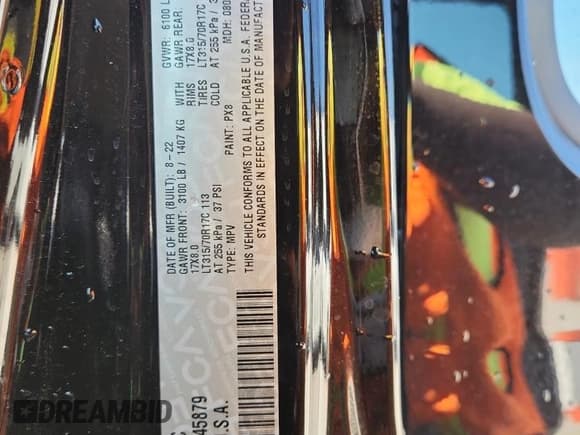 DATE OF MFR (BUILT): 8-22 GVWR: 6100 L
GAWR FRONT: 3100 LB / 1407 KG WITH GAWR REAR:
17X8.0 RIMS 17X8.0
LT315/70R17C 113 TIRES LT315/70R17C
AT 255 kPa / 37 PSI COLD AT 255 kPa /
TYPE: MPV PAINT: PX8 MDH: 080
THIS VEHICLE CONFORMS TO ALL APPLICABLE U.S.A. FEDERA
STANDARDS IN EFFECT ON THE DATE OF MANUFACT
45879
.S.A.
DREAMBID